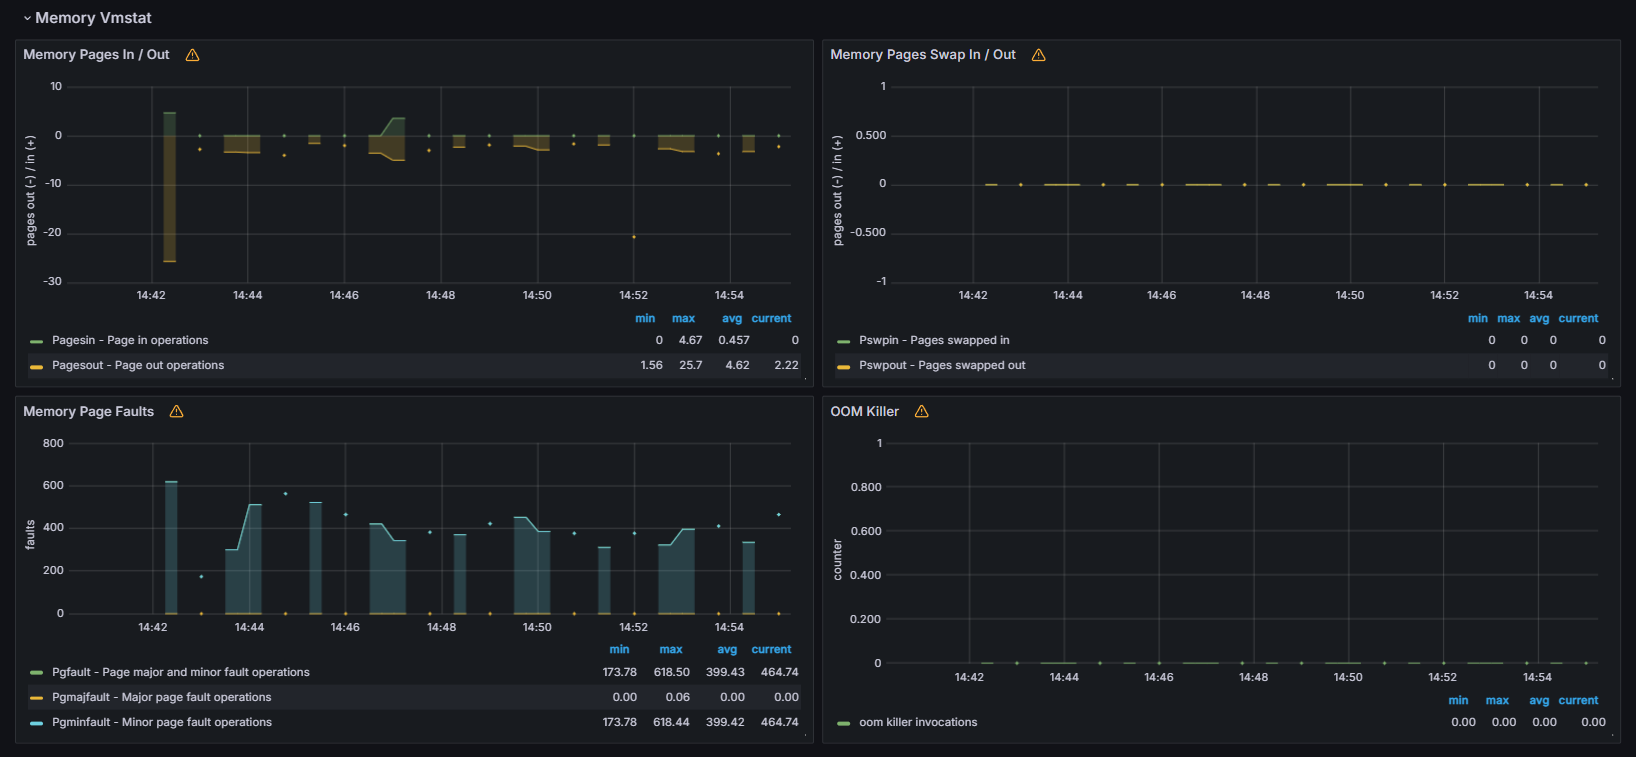 Memory Vmstat
Memory Pages In / Out
pages out (-) / in (+)
10
0
-10
-20
-30
14:42 14:44 14:46 14:48 14:50 14:52 14:54
min max avg current
Pagesin - Page in operations 0 4.67 0.457 0
Pagesout - Page out operations 1.56 25.7 4.62 2.22
Memory Pages Swap In / Out
pages out (-) / in (+)
1
0.500
0
-0.500
-1
14:42 14:44 14:46 14:48 14:50 14:52 14:54
min max avg current
Pswpin - Pages swapped in 0 0 0 0
Pswpout - Pages swapped out 0 0 0 0
Memory Page Faults
faults
800
600
400
200
0
14:42 14:44 14:46 14:48 14:50 14:52 14:54
min max avg current
Pgfault - Page major and minor fault operations 173.78 618.50 399.43 464.74
Pgmajfault - Major page fault operations 0.00 0.06 0.00 0.00
Pgminfault - Minor page fault operations 173.78 618.44 399.42 464.74
OOM Killer
counter
1
0.800
0.600
0.400
0.200
0
14:42 14:44 14:46 14:48 14:50 14:52 14:54
min max avg current
oom killer invocations 0.00 0.00 0.00 0.00